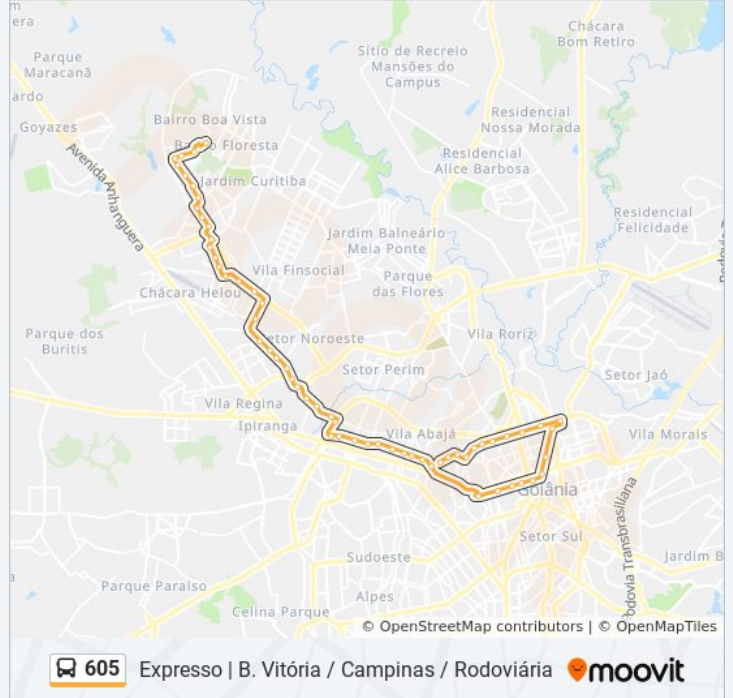 Chácara
Bom Retiro
Sítio de Recreio
Mansões do
Campus
Parque
Maracanã
Goyazes
Bairro Boa Vista
Residencial
Nossa Morada
Floresta
Avenida Anhanguera
Jardim Curitiba
Residencial
Alice Barbosa
Residencial
Felicidade
Jardim Balneário
Meia Ponte
Vila Finsocial
Parque
das Flores
Chácara Helou
Parque dos
Buritis
etor Noroeste
Vila Roriz
Setor Perim
Setor Jaó
Vila Regina
Ipiranga
Vila Abajá
Vila Morais
Goiânia
Setor Sul
odovia Transbrasiliana
Sudoeste
Jardim B
Parque Paraíso
Alpes
Celina Parque
© OpenStreetMap contributors | © OpenMapTiles
605 Expresso | B. Vitória / Campinas / Rodoviária moovit